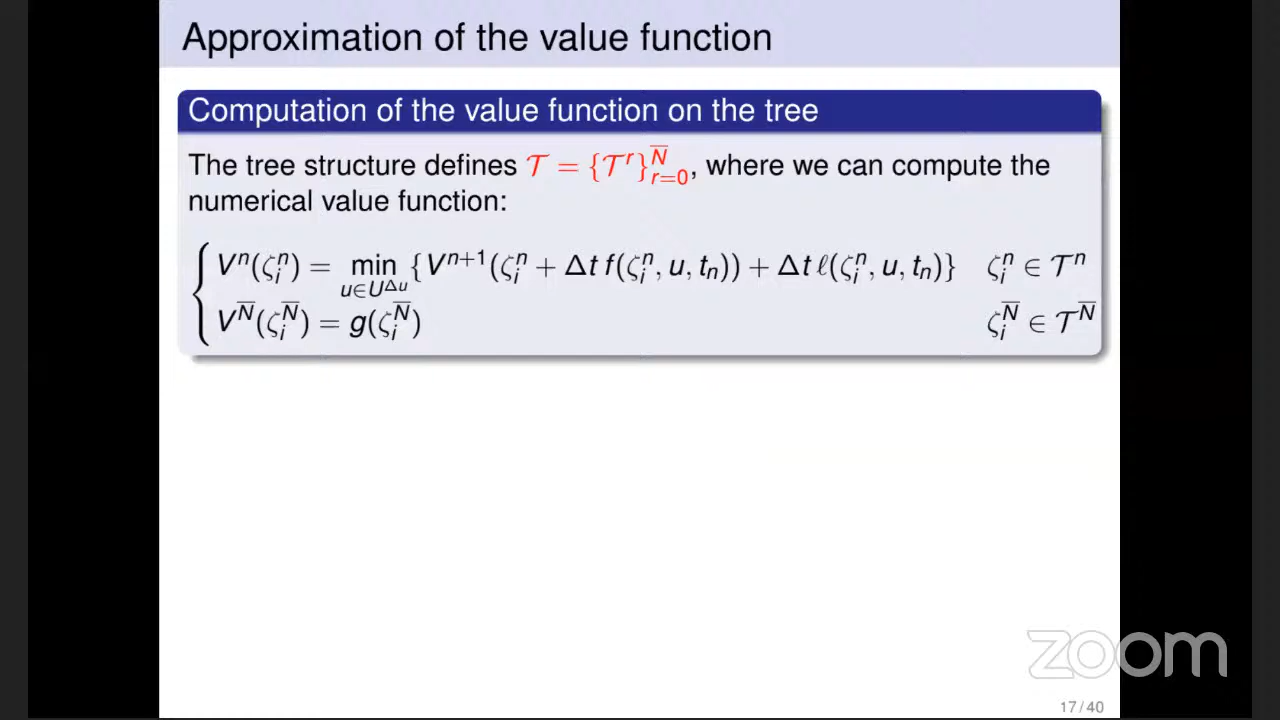 Approximation of the value function
Computation of the value function on the tree
The tree structure defines 𝒯 = {𝒯^r}_{r=0}^{N̅}, where we can compute the
numerical value function:
V^n(ζ_i^n) = min_{u∈U^{Δu}} {V^{n+1}(ζ_i^n + Δt f(ζ_i^n, u, t_n)) + Δt ℓ(ζ_i^n, u, t_n)} ζ_i^n ∈ 𝒯^n
V^{N̅}(ζ_i^{N̅}) = g(ζ_i^{N̅}) ζ_i^{N̅} ∈ 𝒯^{N̅}
zoom
17 / 40